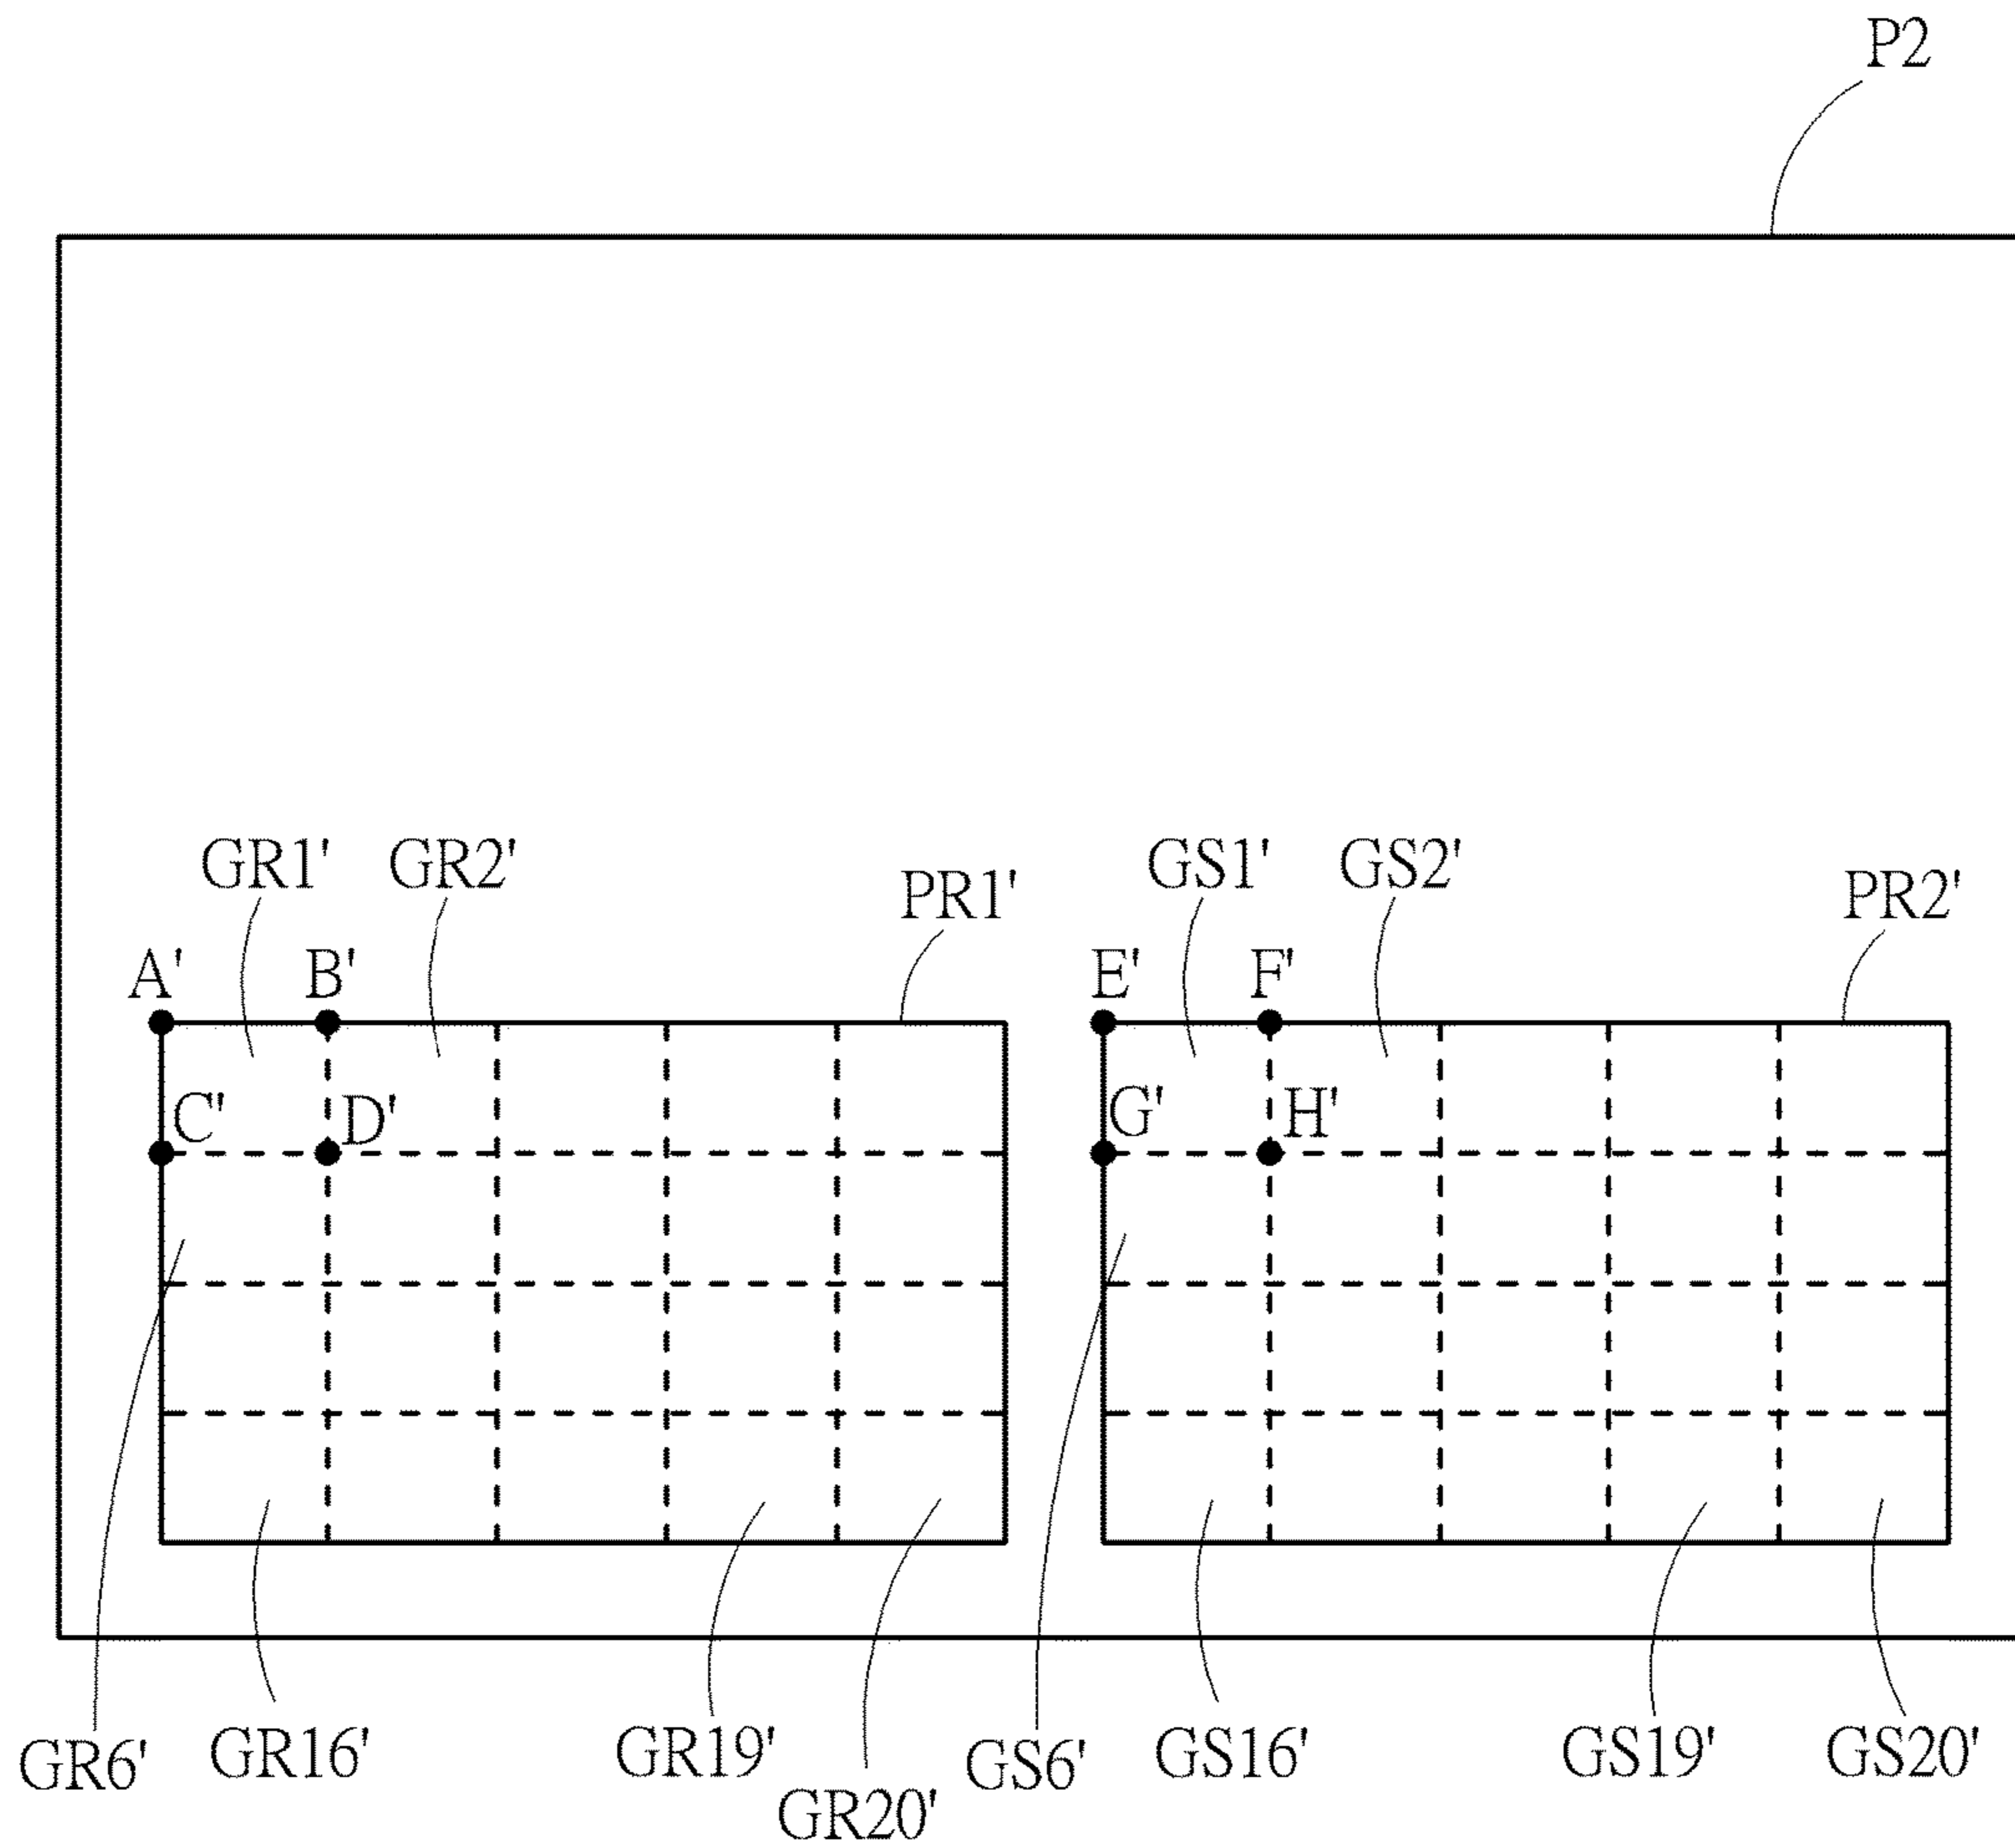 P2
GR1' GR2' PR1' GS1' GS2' PR2'
A' B' E' F'
C' D' G' H'
GR6' GR16' GR19' GR20' GS6' GS16' GS19' GS20'